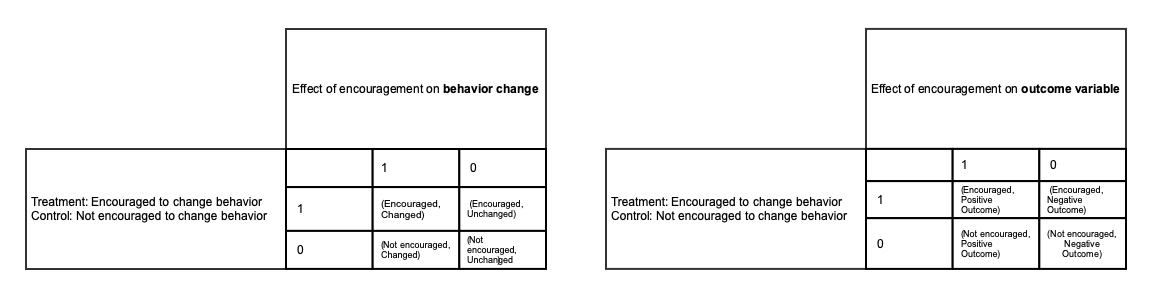 Effect of encouragement on behavior change
1
0
Treatment: Encouraged to change behavior
Control: Not encouraged to change behavior
1
(Encouraged,
Changed)
(Encouraged,
Unchanged)
0
(Not encouraged,
Changed)
(Not
encouraged,
Unchanged
Effect of encouragement on outcome variable
1
0
Treatment: Encouraged to change behavior
Control: Not encouraged to change behavior
1
(Encouraged,
Positive
Outcome)
(Encouraged,
Negative
Outcome)
0
(Not encouraged,
Positive
Outcome)
(Not encouraged,
Negative
Outcome)